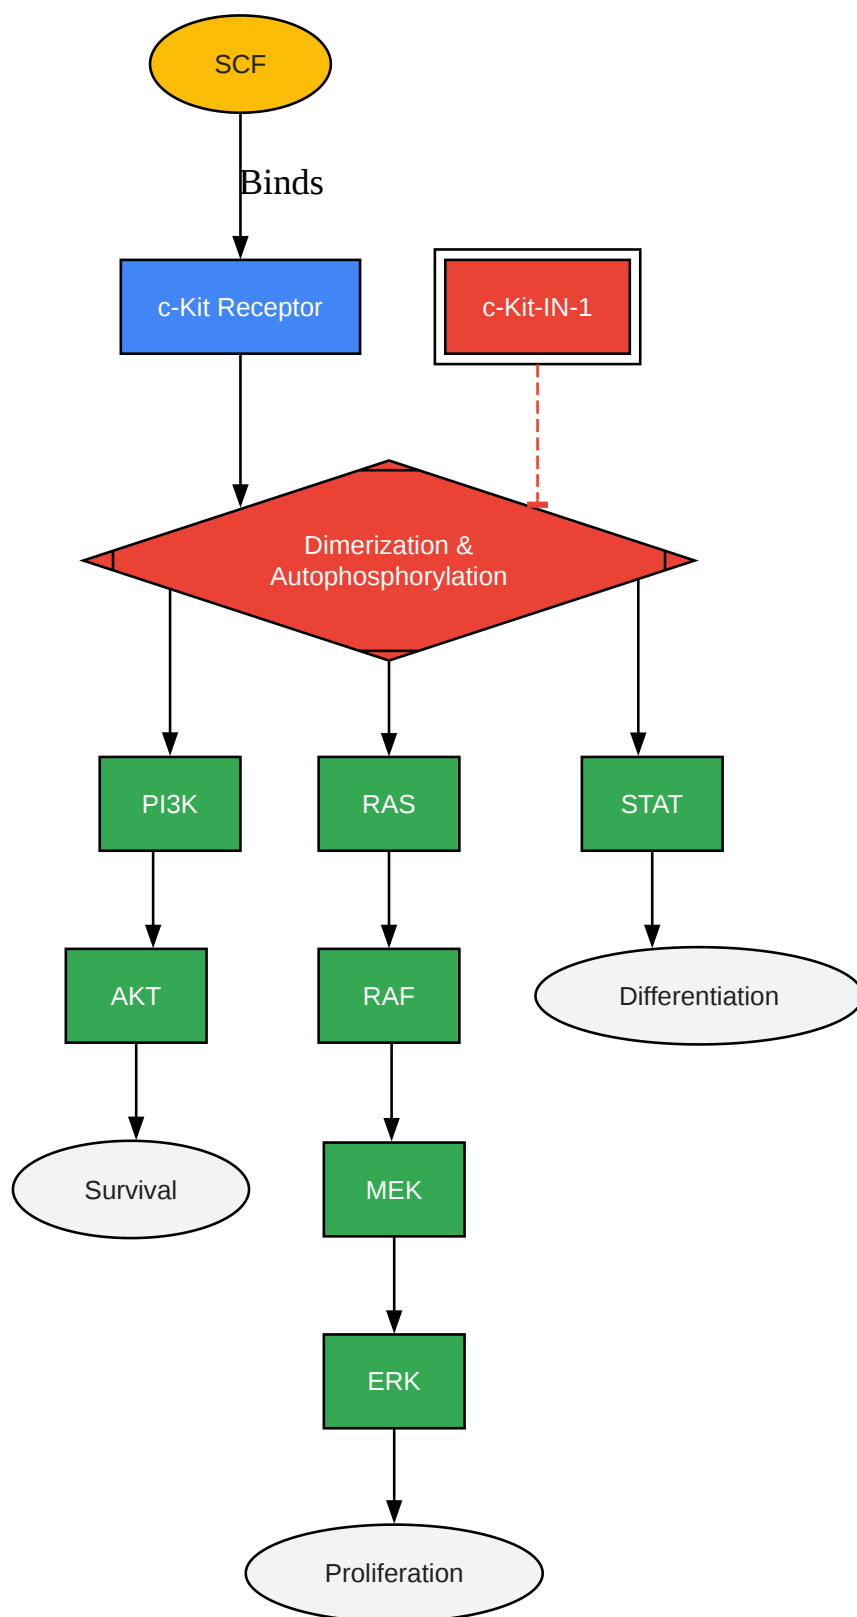 SCF
Binds
c-Kit Receptor
c-Kit-IN-1
Dimerization &
Autophosphorylation
PI3K
RAS
STAT
AKT
RAF
Differentiation
Survival
MEK
ERK
Proliferation